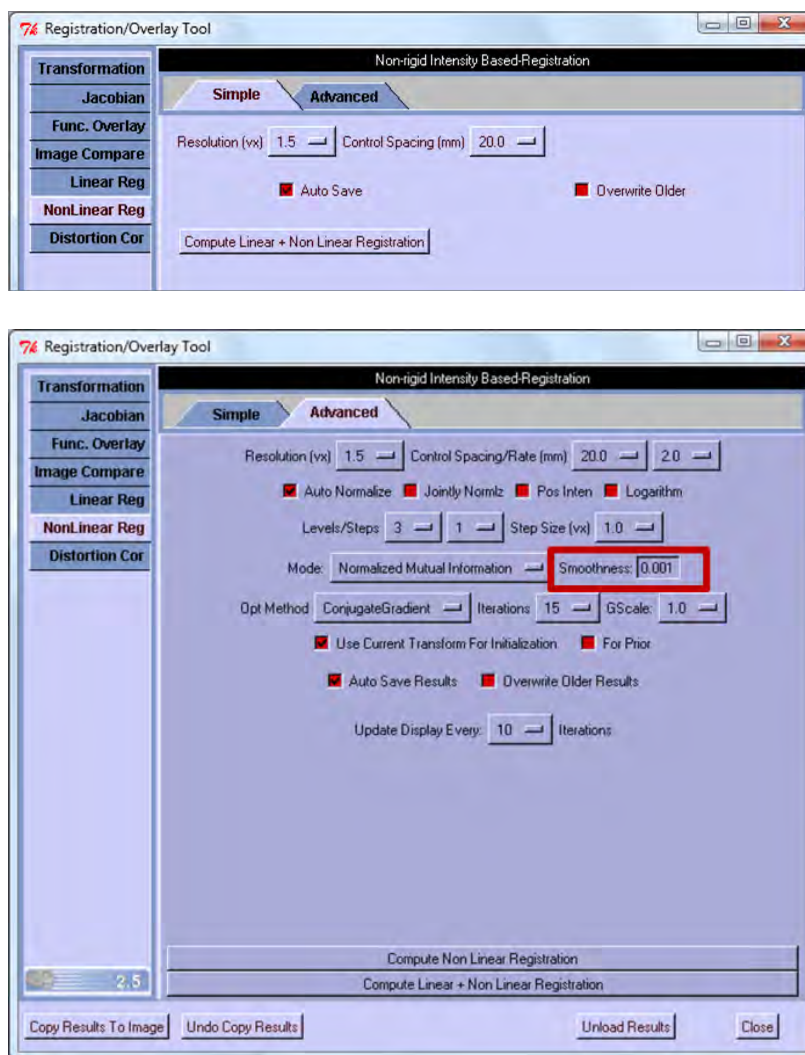 Registration/Overlay Tool
Non-rigid Intensity Based-Registration
Transformation
Jacobian
Func. Overlay
Image Compare
Linear Reg
NonLinear Reg
Distortion Cor
Simple Advanced
Resolution (vx) 1.5 Control Spacing (mm) 20.0
Auto Save Overwrite Older
Compute Linear + Non Linear Registration
Registration/Overlay Tool
Non-rigid Intensity Based-Registration
Transformation
Jacobian
Func. Overlay
Image Compare
Linear Reg
NonLinear Reg
Distortion Cor
Simple Advanced
Resolution (vx) 1.5 Control Spacing/Rate (mm) 20.0 2.0
Auto Normalize Jointly Normlz Pos Inten Logarithm
Levels/Steps 3 1 Step Size (vx) 1.0
Mode: Normalized Mutual Information Smoothness: 0.001
Opt Method ConjugateGradient Iterations 15 GScale: 1.0
Use Current Transform For Initialization For Prior
Auto Save Results Overwrite Older Results
Update Display Every: 10 Iterations
Compute Non Linear Registration
2.5
Compute Linear + Non Linear Registration
Copy Results To Image Undo Copy Results Unload Results Close